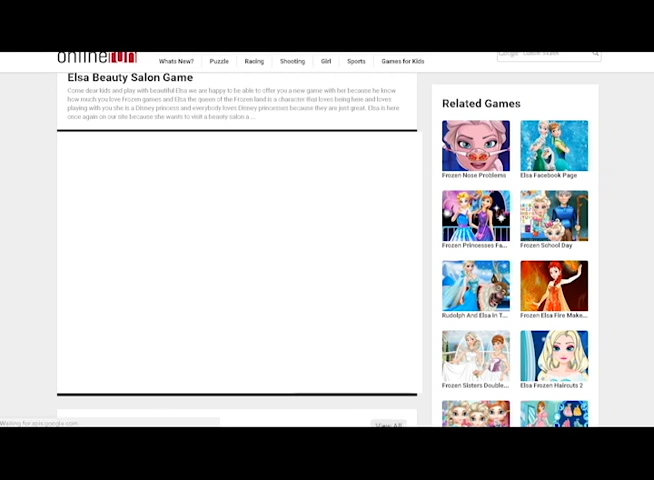 onlinerun
Whats New? Puzzle Racing Shooting Girl Sports Games for Kids
Elsa Beauty Salon Game
Come dear kids and play with beautiful Elsa we are happy to be able to offer you a new game with her because he know
how much you love Frozen games and Elsa the queen of the Frozen land is a character that loves being here and loves
playing with you she is a Disney princess and everybody loves Disney princesses because they are just great. Elsa is here
once again on our site because she wants to visit a beauty salon a ...
Related Games
Frozen Nose Problems Elsa Facebook Page
Frozen Princesses Fa... Frozen School Day
Rudolph And Elsa In T... Frozen Elsa Fire Make...
Frozen Sisters Double... Elsa Frozen Haircuts 2
Waiting for apis.google.com
View All